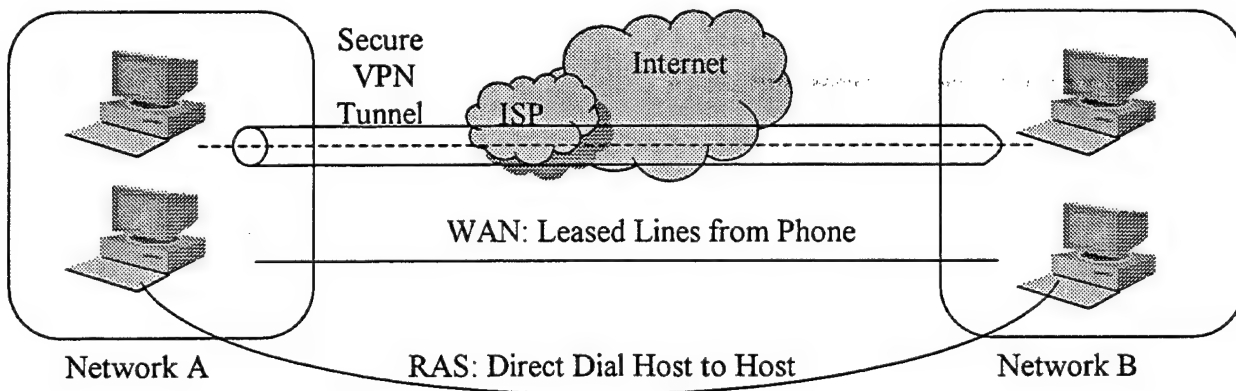 Secure
VPN
Tunnel
Internet
ISP
WAN: Leased Lines from Phone
Network A
RAS: Direct Dial Host to Host
Network B